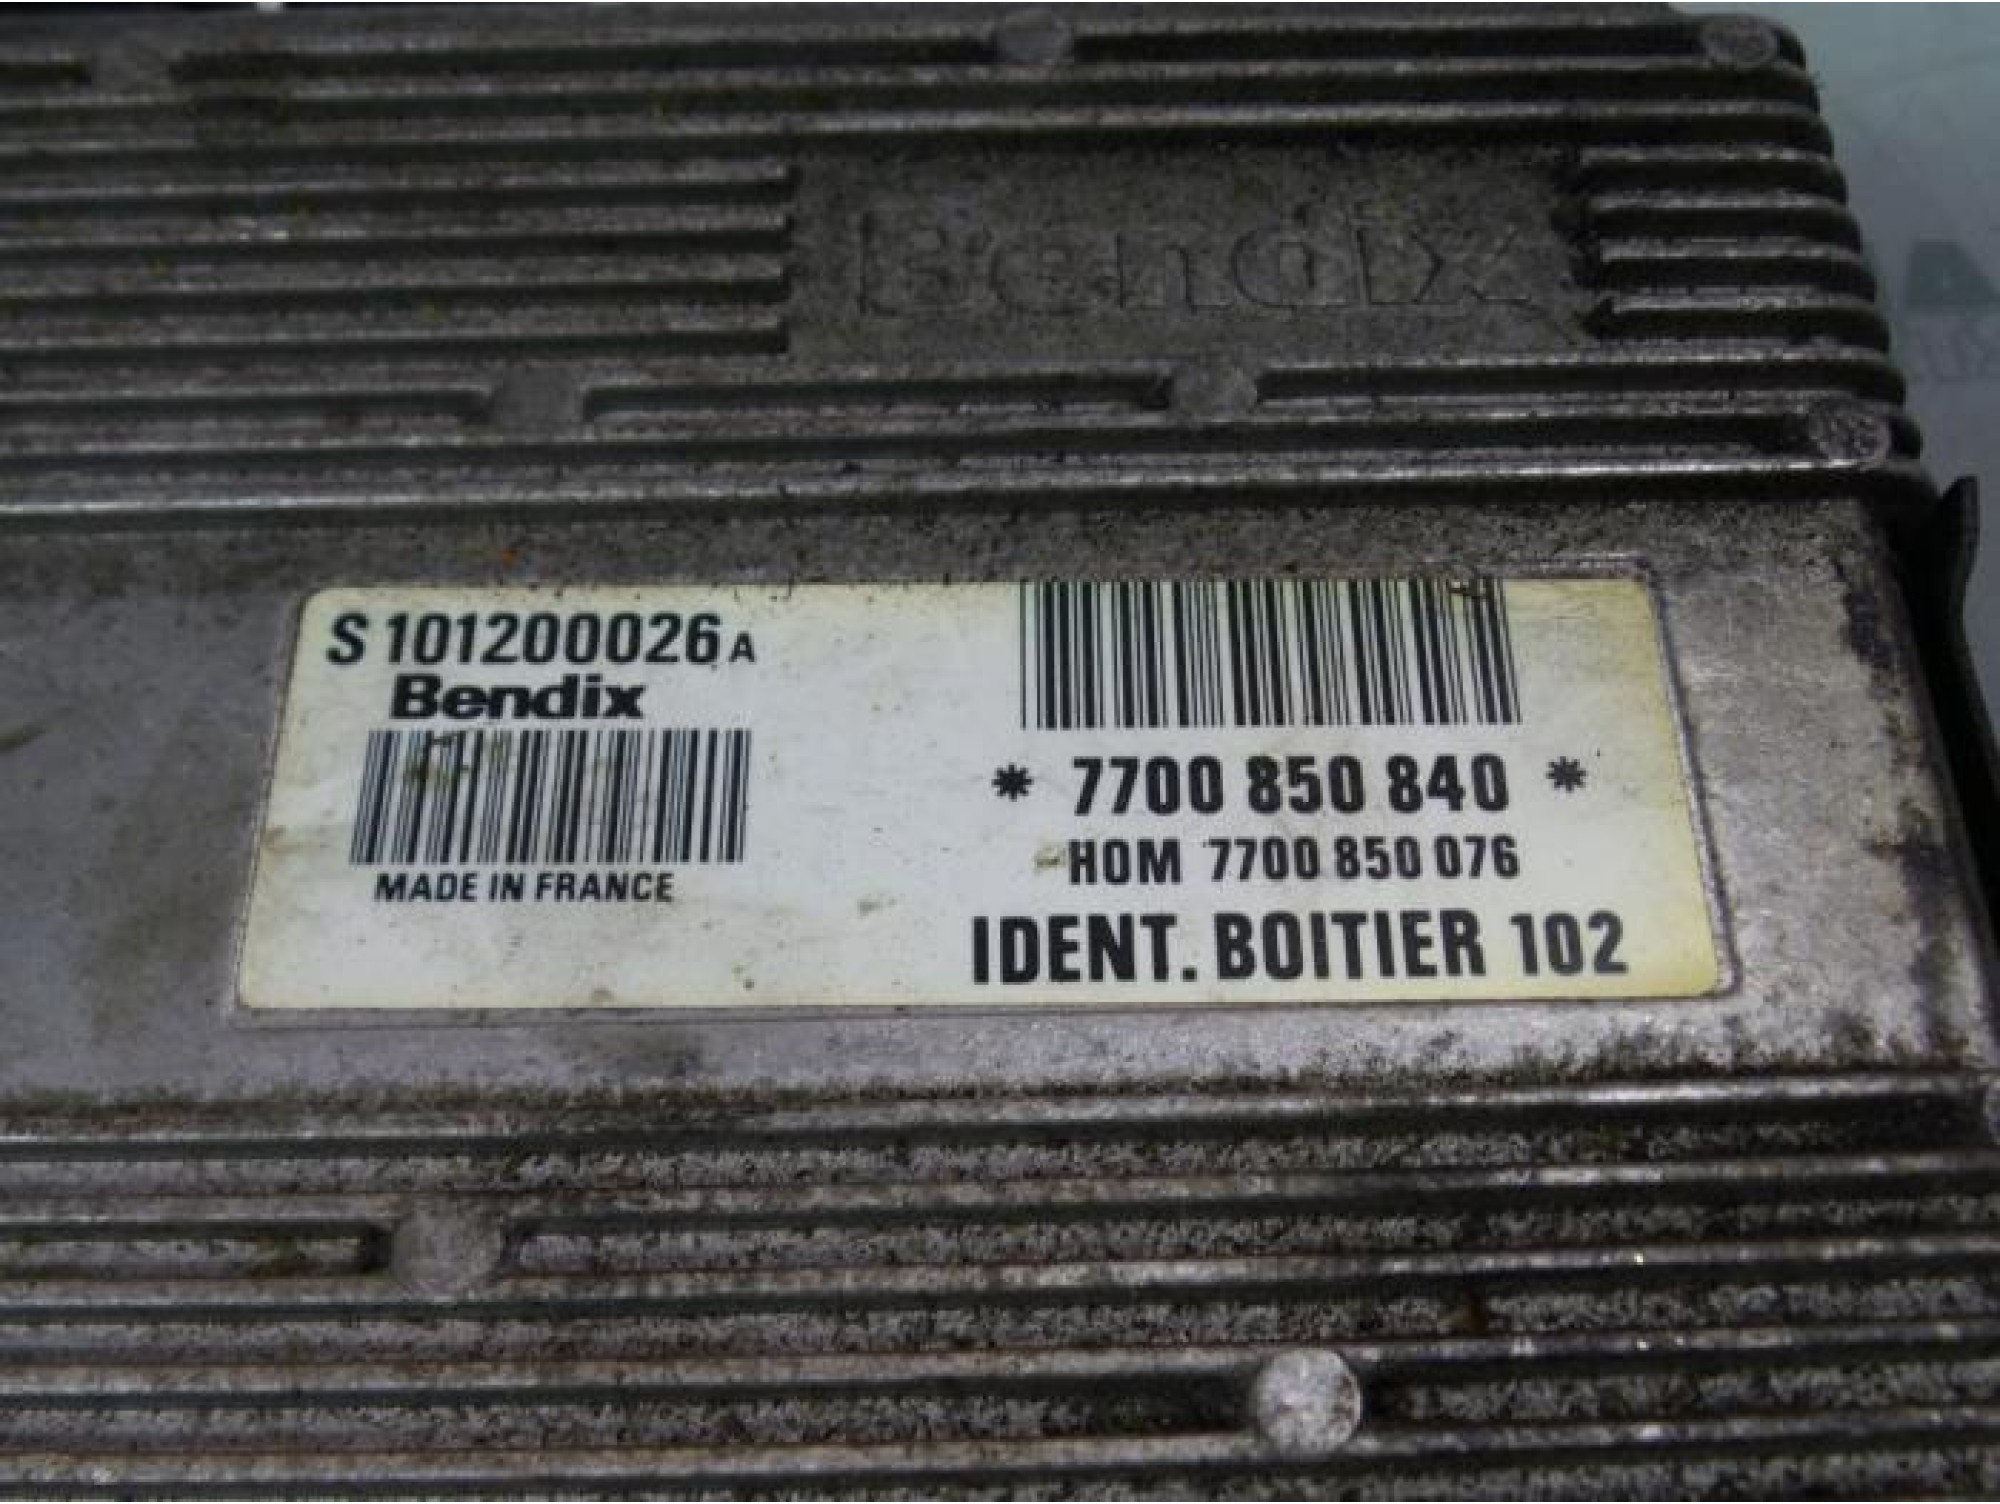 Bendix
S 101200026 A
Bendix
MADE IN FRANCE
* 7700 850 840 *
HOM 7700 850 076
IDENT. BOITIER 102